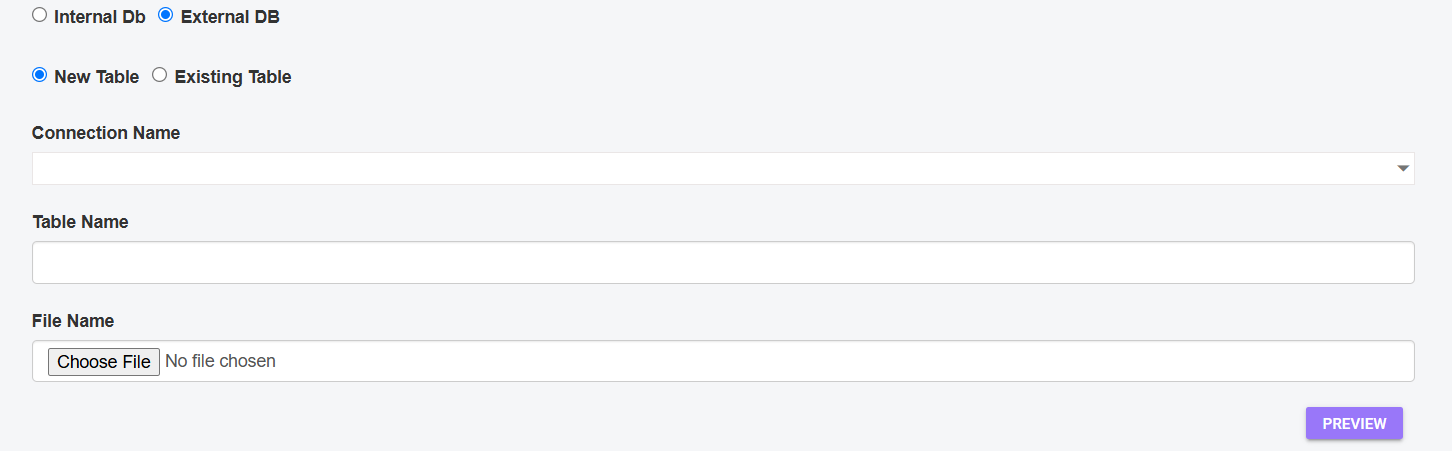 Internal Db External DB
New Table Existing Table
Connection Name
Table Name
File Name
Choose File No file chosen
PREVIEW